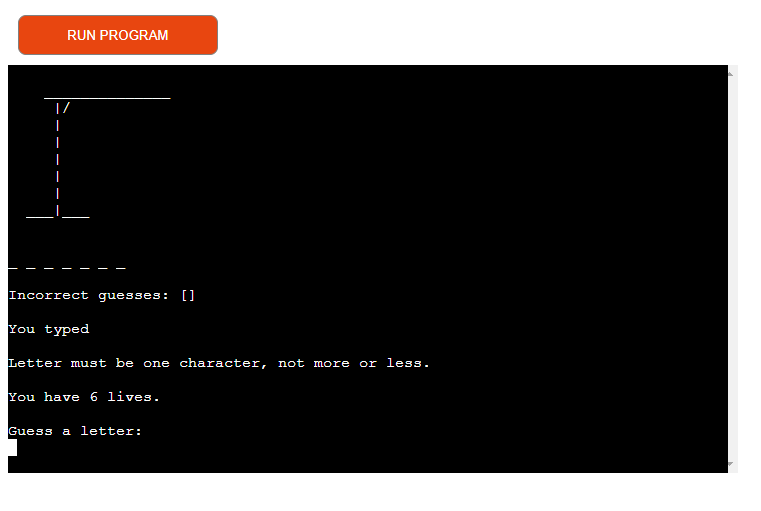 RUN PROGRAM
_ _ _ _ _ _ _
Incorrect guesses: []
You typed
Letter must be one character, not more or less.
You have 6 lives.
Guess a letter: